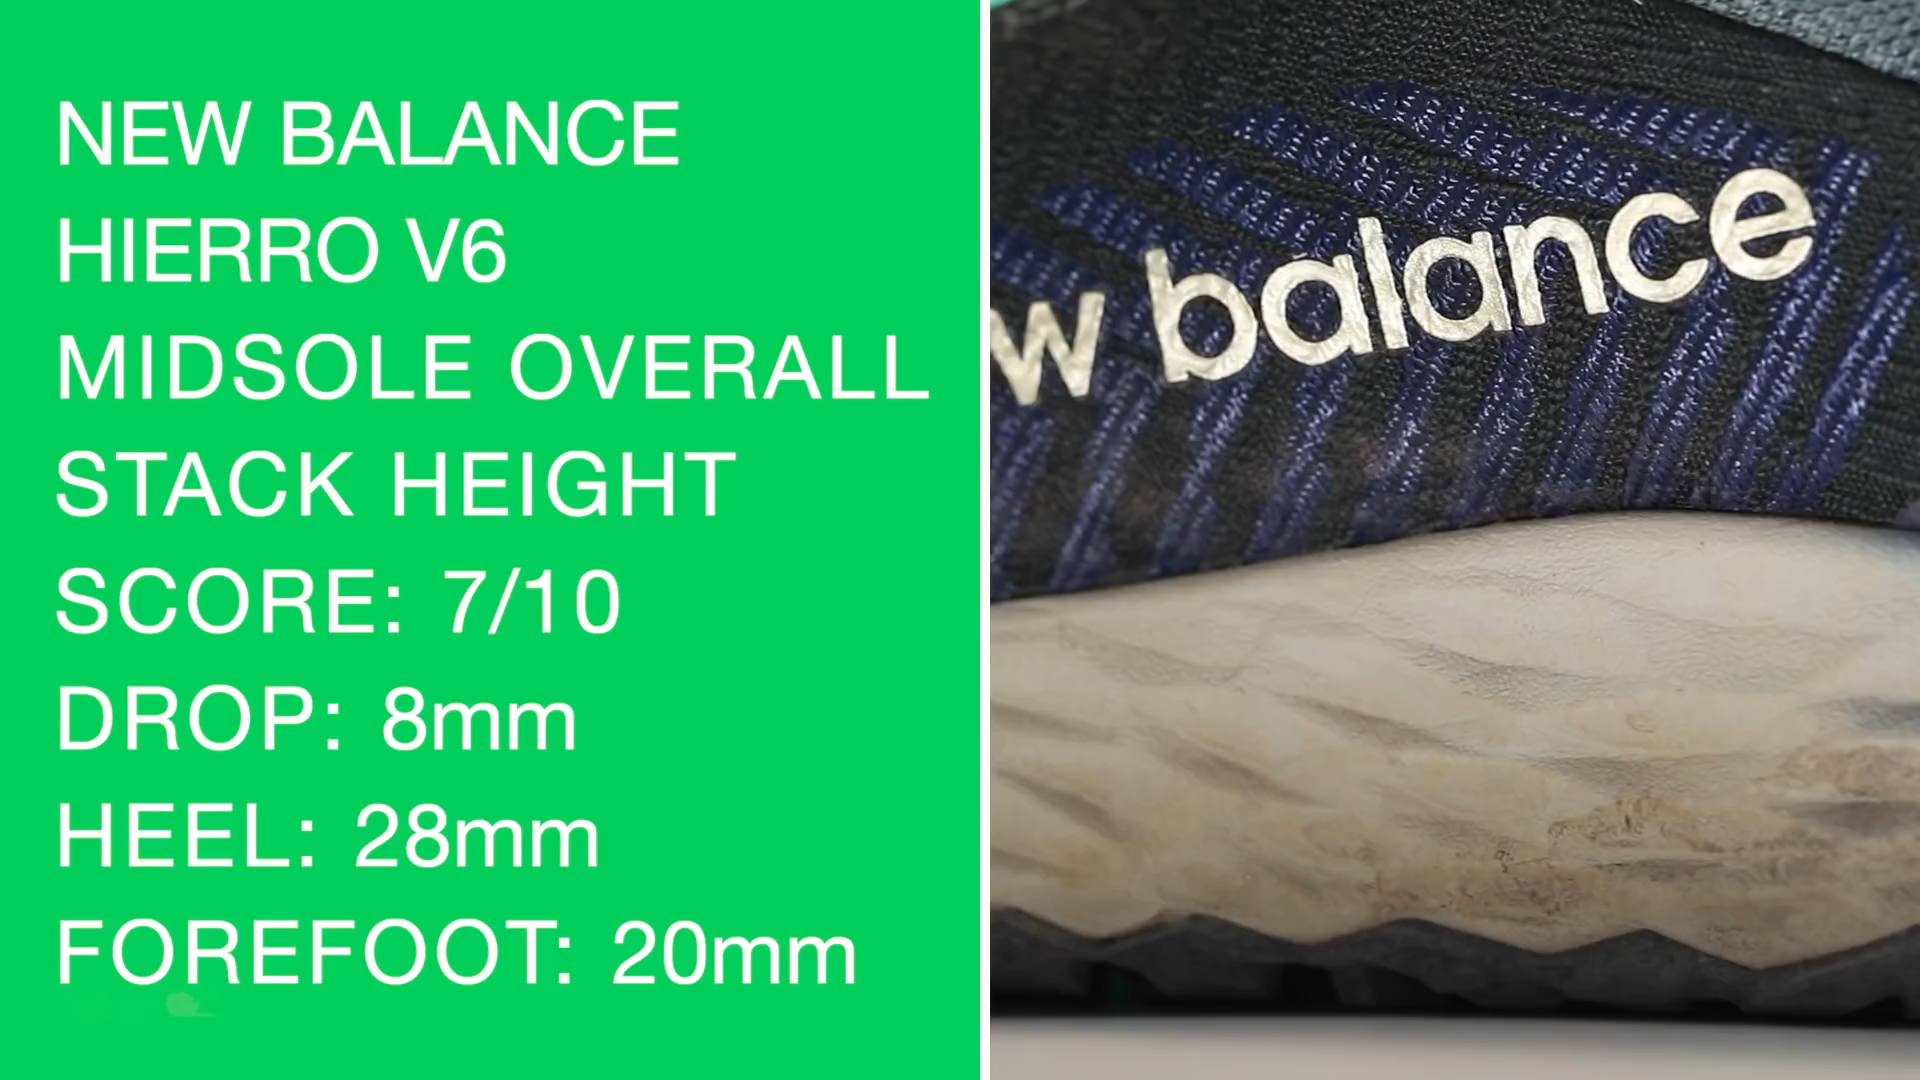 NEW BALANCE
HIERRO V6
MIDSOLE OVERALL
STACK HEIGHT
SCORE: 7/10
DROP: 8mm
HEEL: 28mm
FOREFOOT: 20mm
w balance